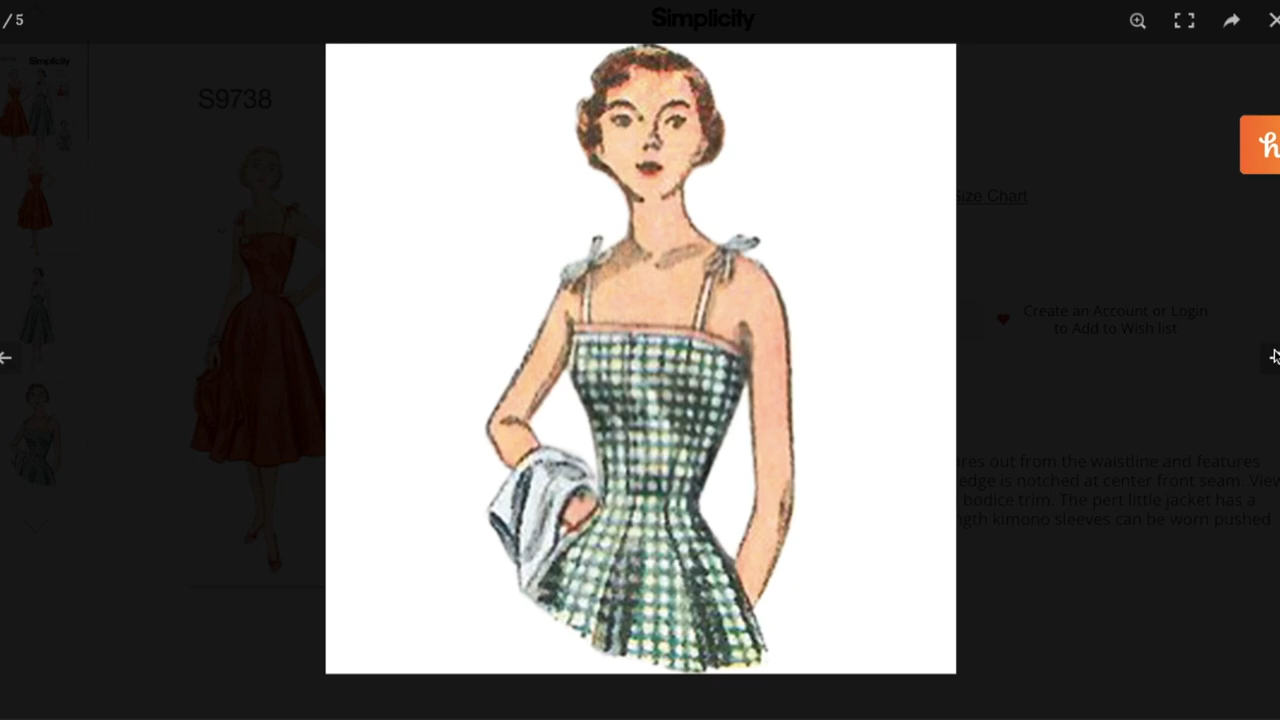 / 5
Simplicity
Simplicity
S9738
Size Chart
Create an Account or Login
to Add to Wish list
out from the waistline and features
edge is notched at center front seam. View
bodice trim. The pert little jacket has a
kimono sleeves can be worn pushed
h